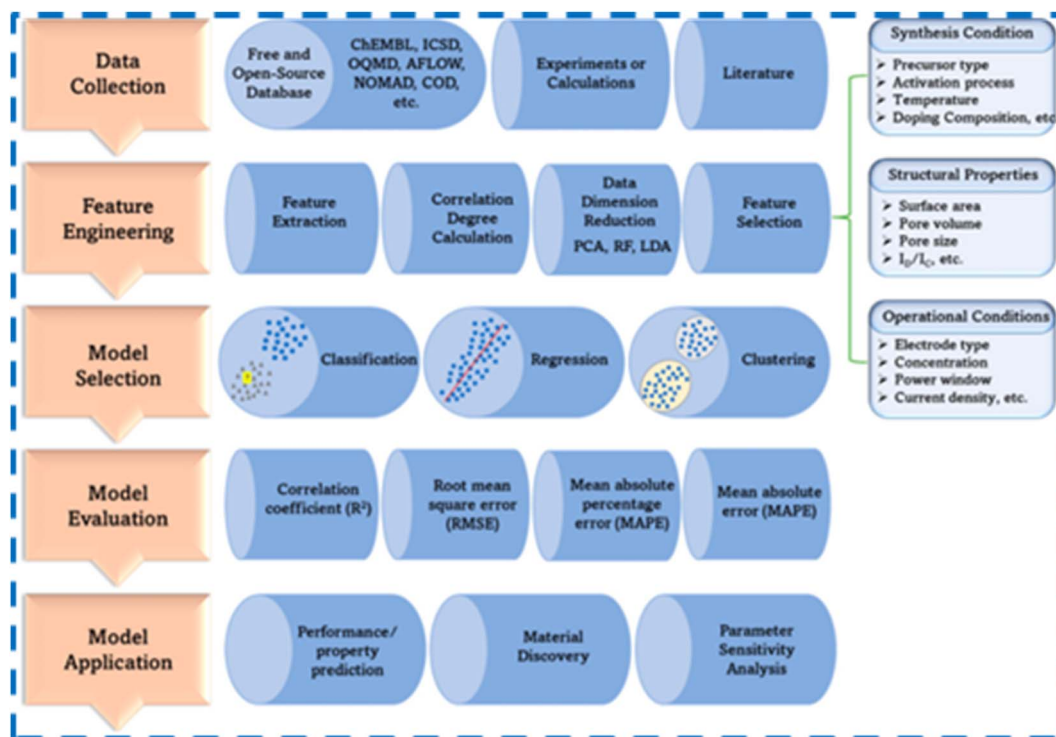 Data
Collection
Free and
Open-Source
Database
ChEMBL, ICSD,
OQMD, AFLOW,
NOMAD, COD,
etc.
Experiments or
Calculations
Literature
Synthesis Condition
➢ Precursor type
➢ Activation process
➢ Temperature
➢ Doping Composition, etc
Feature
Engineering
Feature
Extraction
Correlation
Degree
Calculation
Data
Dimension
Reduction
PCA, RF, LDA
Feature
Selection
Structural Properties
➢ Surface area
➢ Pore volume
➢ Pore size
➢ I_D/I_G, etc.
Model
Selection
Classification
Regression
Clustering
Operational Conditions
➢ Electrode type
➢ Concentration
➢ Power window
➢ Current density, etc.
Model
Evaluation
Correlation
coefficient (R²)
Root mean
square error
(RMSE)
Mean absolute
percentage
error (MAPE)
Mean absolute
error (MAPE)
Model
Application
Performance/
property
prediction
Material
Discovery
Parameter
Sensitivity
Analysis